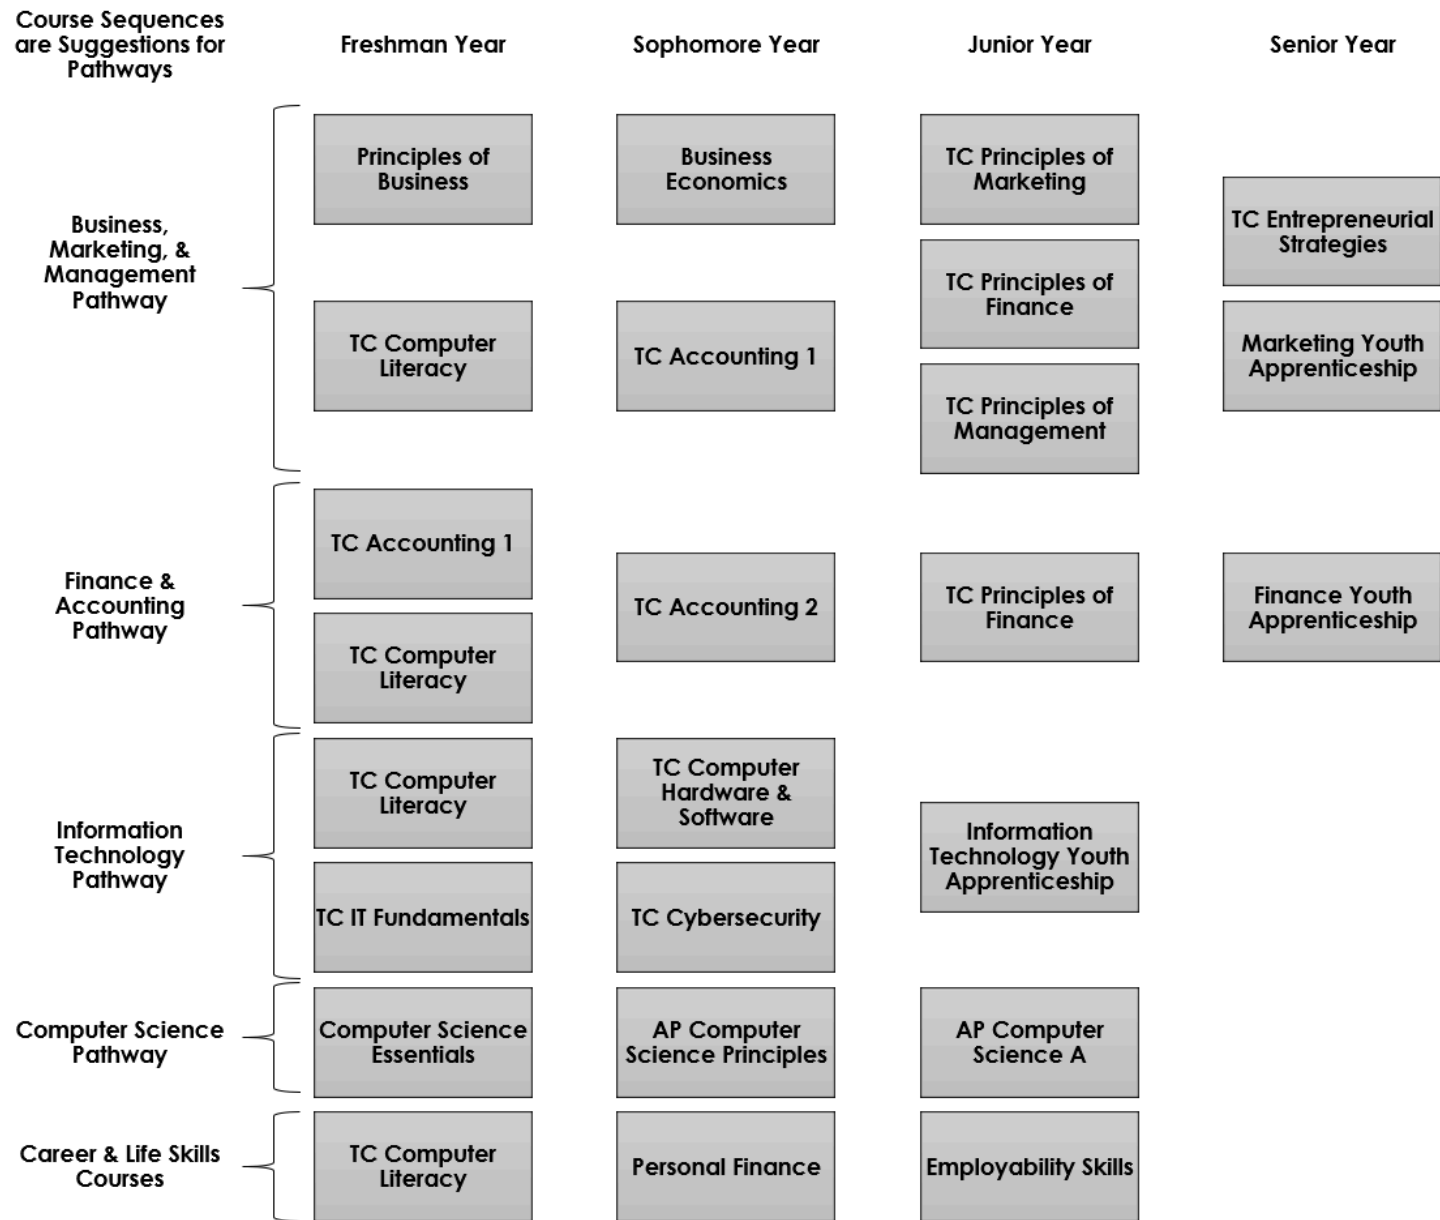 Course Sequences
are Suggestions for
Pathways
Freshman Year
Sophomore Year
Junior Year
Senior Year
Business,
Marketing, &
Management
Pathway
Principles of
Business
Business
Economics
TC Principles of
Marketing
TC Entrepreneurial
Strategies
TC Principles of
Finance
TC Computer
Literacy
TC Accounting 1
Marketing Youth
Apprenticeship
TC Principles of
Management
Finance &
Accounting
Pathway
TC Accounting 1
TC Computer
Literacy
TC Accounting 2
TC Principles of
Finance
Finance Youth
Apprenticeship
Information
Technology
Pathway
TC Computer
Literacy
TC IT Fundamentals
TC Computer
Hardware &
Software
TC Cybersecurity
Information
Technology Youth
Apprenticeship
Computer Science
Pathway
Computer Science
Essentials
AP Computer
Science Principles
AP Computer
Science A
Career & Life Skills
Courses
TC Computer
Literacy
Personal Finance
Employability Skills